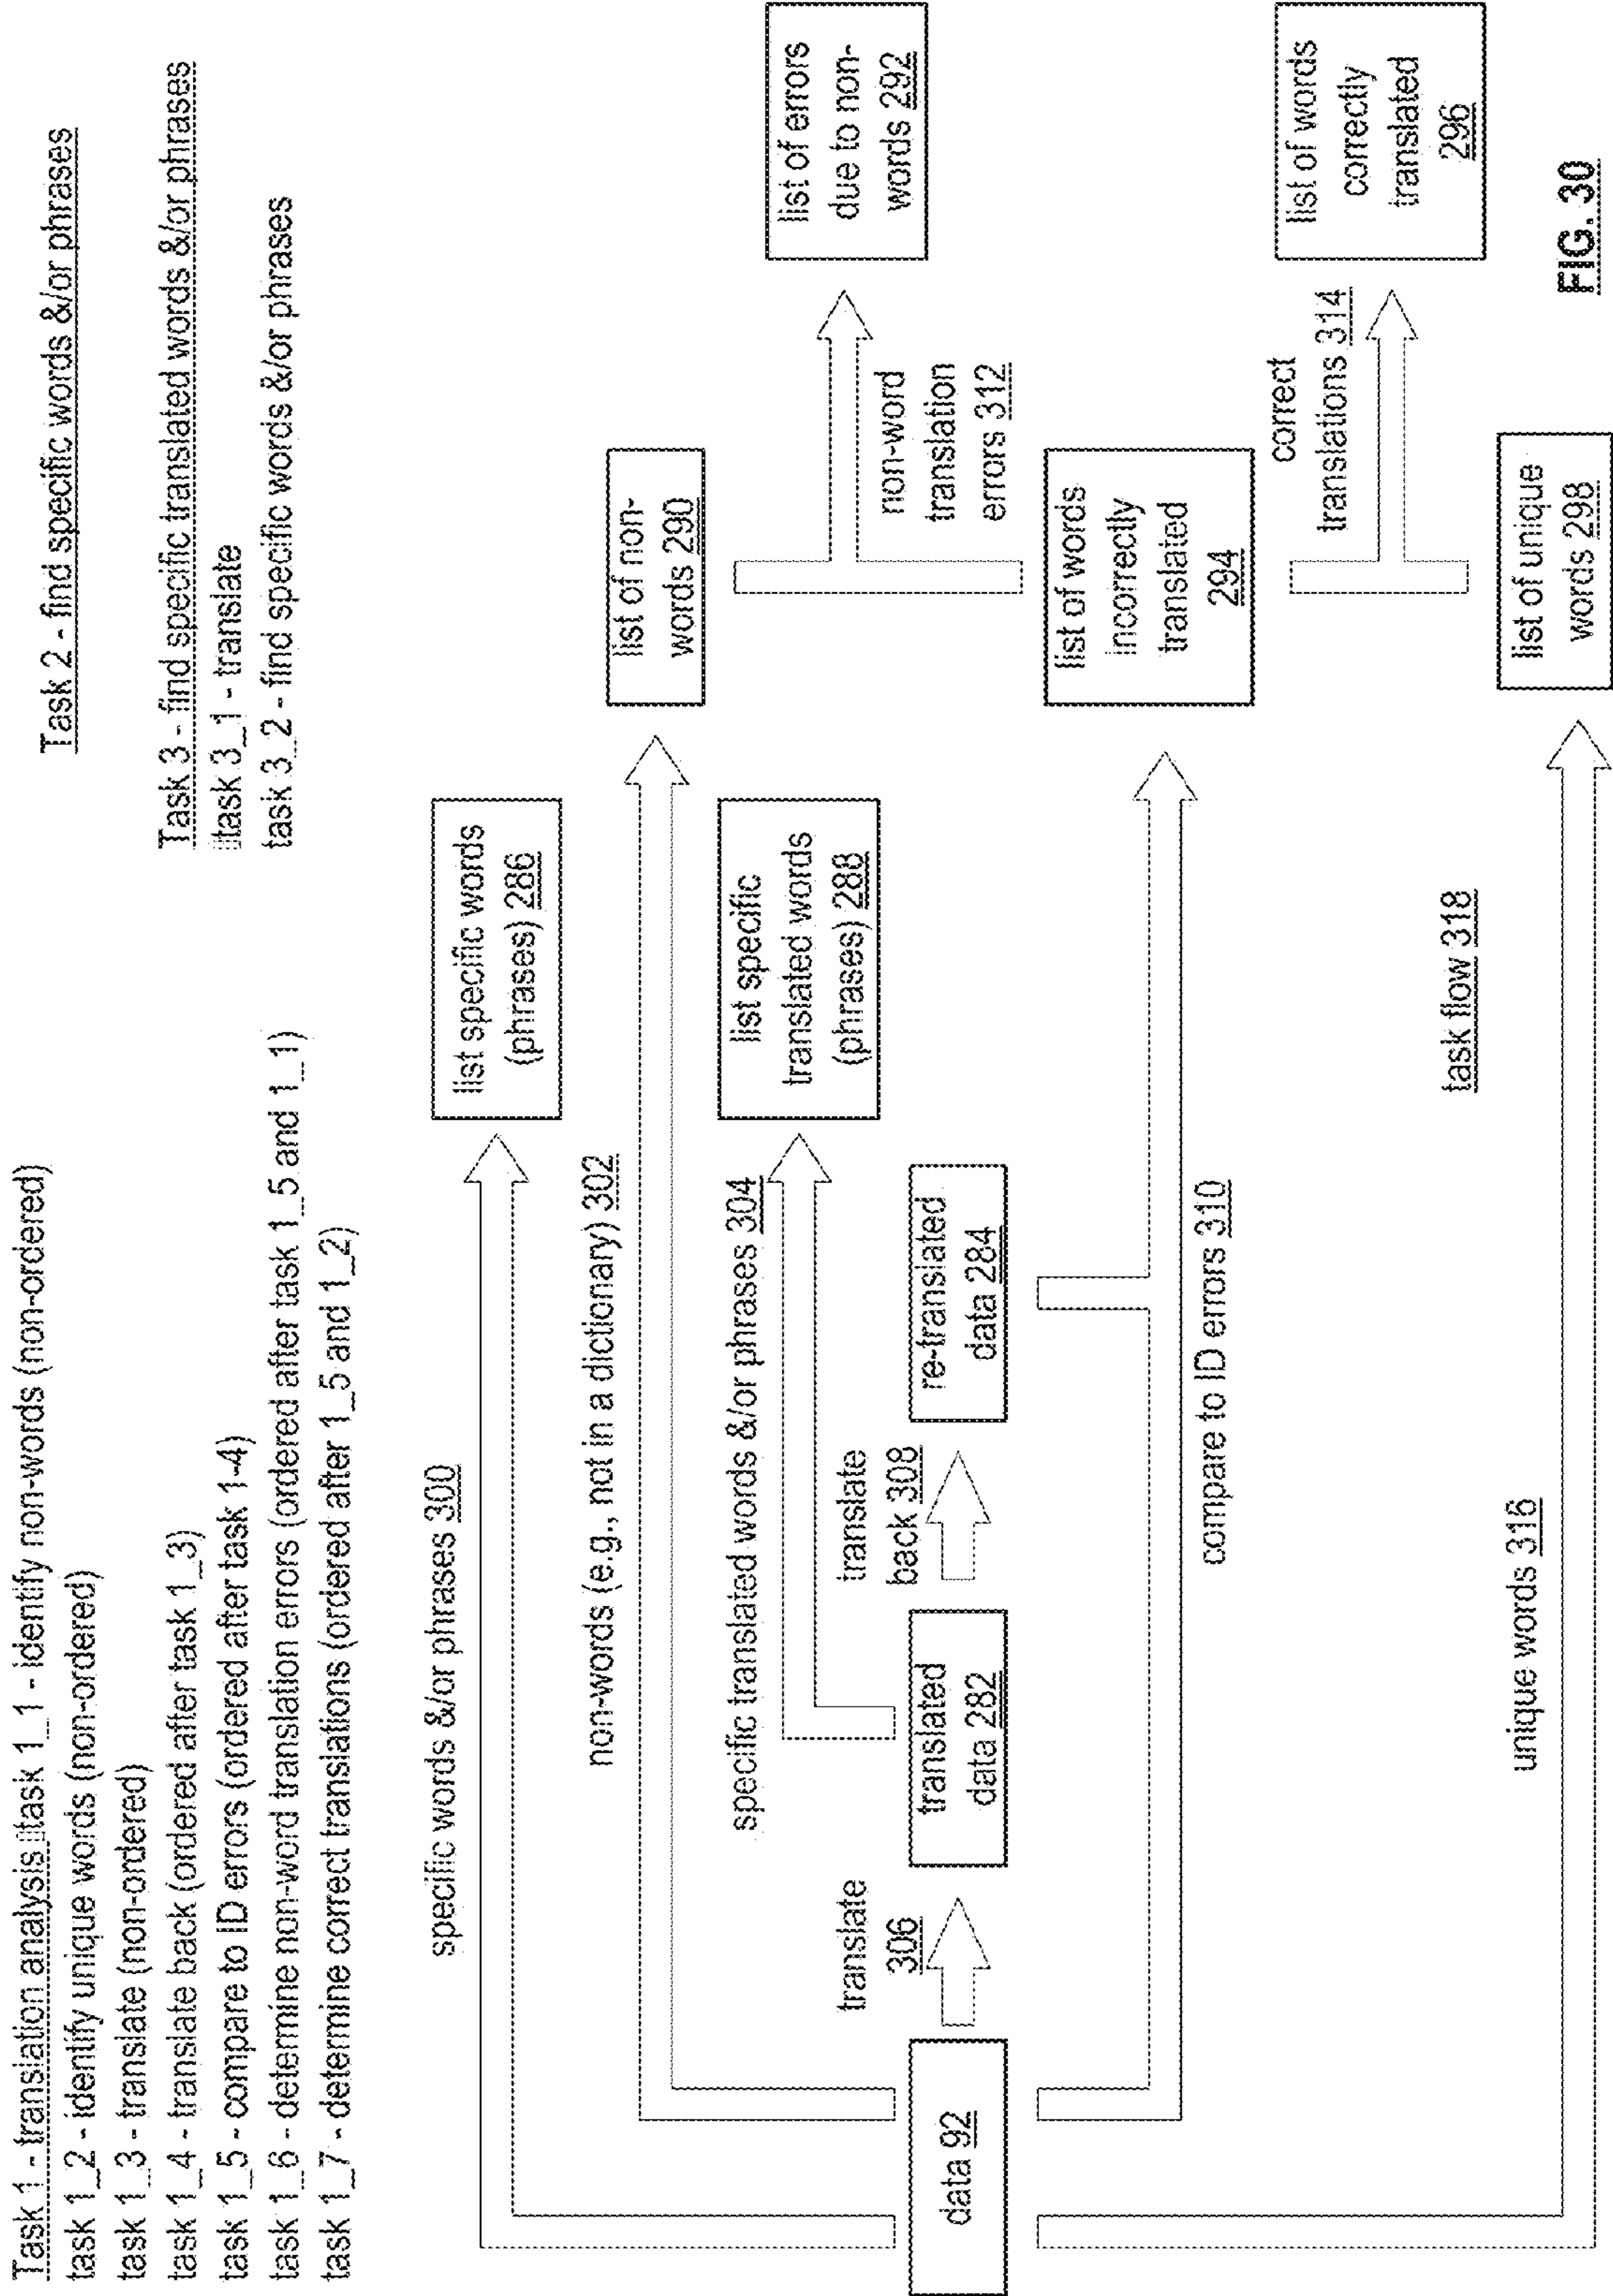 Task 1 - translation analysis task 1_1 - identify non-words (non-ordered)
task 1_2 - identify unique words (non-ordered)
task 1_3 - translate (non-ordered)
task 1_4 - translate back (ordered after task 1_3)
task 1_5 - compare to ID errors (ordered after task 1-4)
task 1_6 - determine non-word translation errors (ordered after task 1_5 and 1_1)
task 1_7 - determine correct translations (ordered after 1_5 and 1_2)
Task 2 - find specific words &/or phrases
Task 3 - find specific translated words &/or phrases
task 3_1 - translate
task 3_2 - find specific words &/or phrases
specific words &/or phrases 300
list specific words
(phrases) 286
non-words (e.g., not in a dictionary) 302
list of non-
words 290
specific translated words &/or phrases 304
list specific
translated words
(phrases) 288
list of errors
due to non-
words 292
non-word
translation
errors 312
data 92
translate
306
translated
data 282
translate
back 308
re-translated
data 284
compare to ID errors 310
list of words
incorrectly
translated
294
correct
translations 314
list of words
correctly
translated
296
task flow 318
unique words 316
list of unique
words 298
FIG. 30